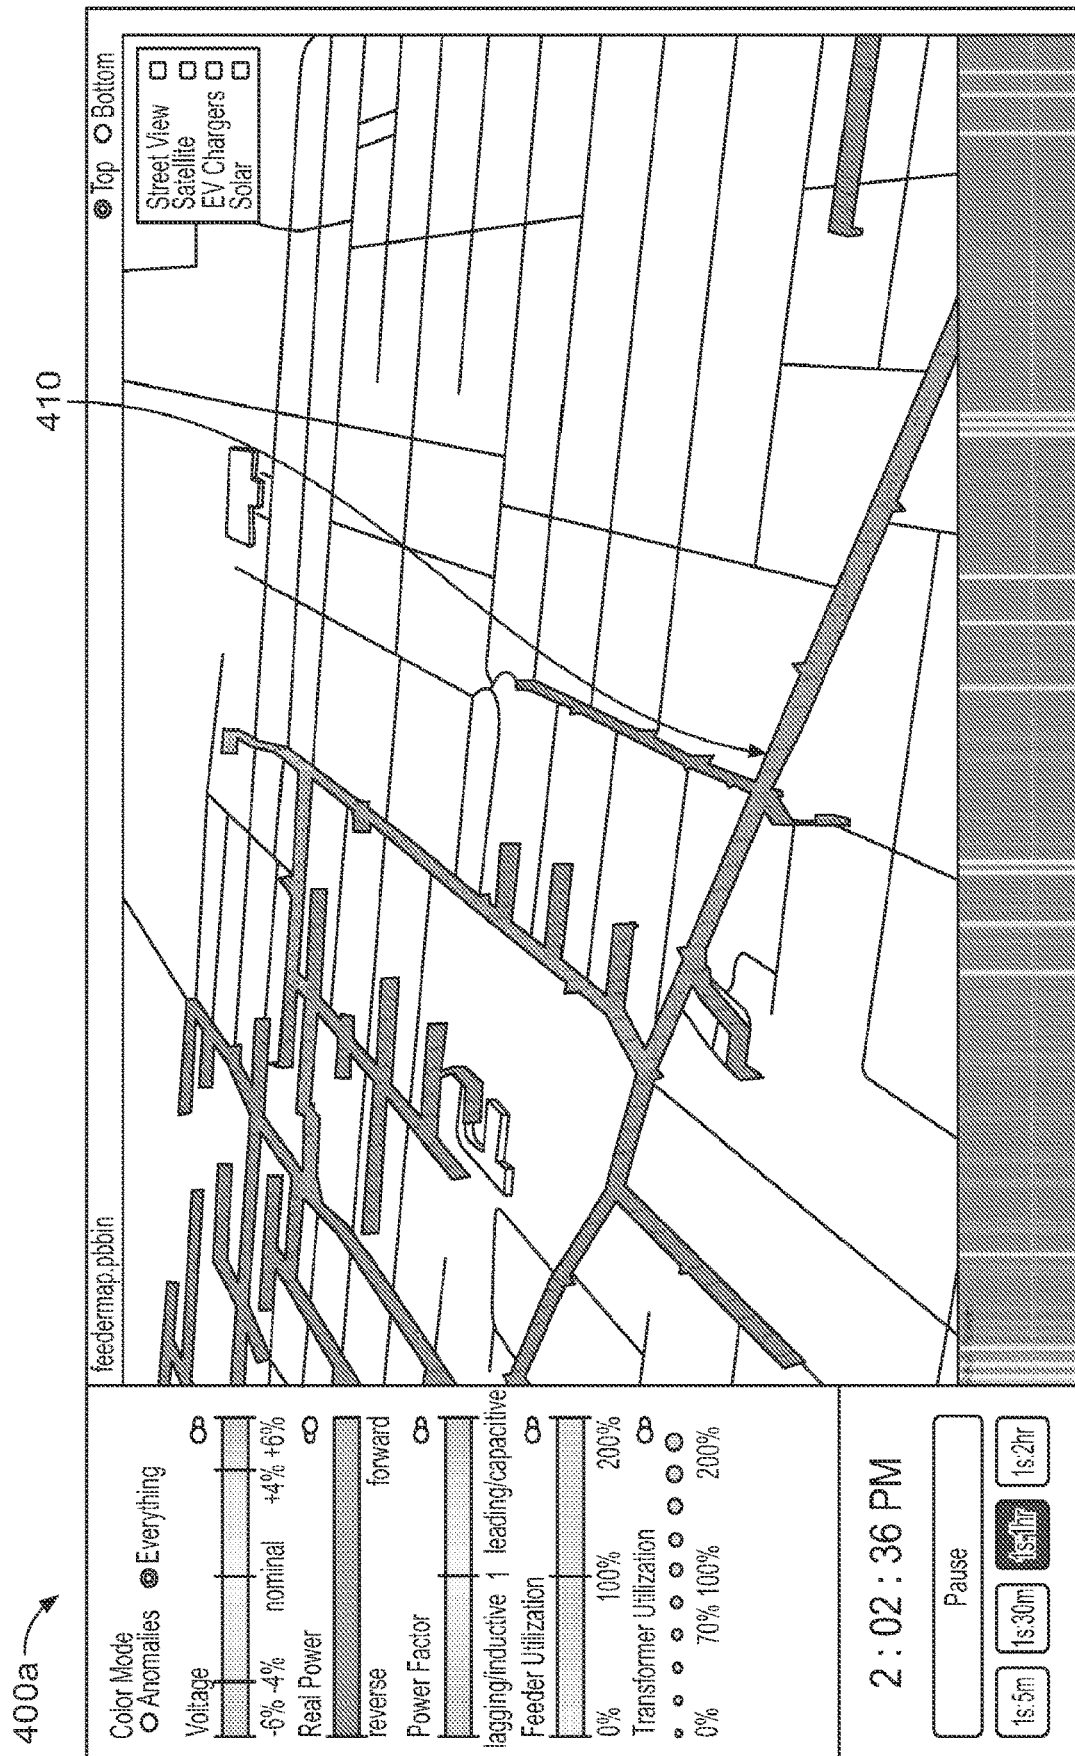 400a
410
feedermap.pbbin
Top Bottom
Street View
Satellite
EV Chargers
Solar
Color Mode
Anomalies Everything
Voltage
-6% -4% nominal +4% +6%
Real Power
reverse forward
Power Factor
lagging/inductive 1 leading/capacitive
Feeder Utilization
0% 100% 200%
Transformer Utilization
0% 70% 100% 200%
2 : 02 : 36 PM
Pause
1s:5m 1s:30m 1s:1hr 1s:2hr